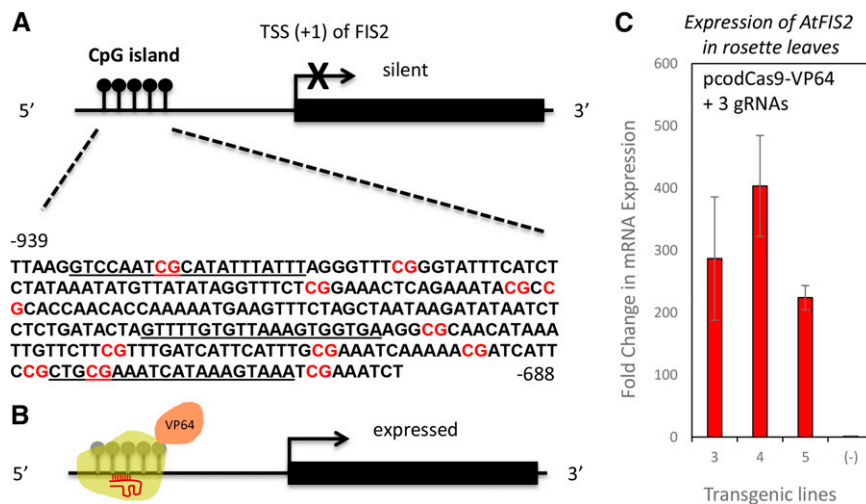 A
TSS (+1) of FIS2
CpG island
silent
5’
3’
-939
TTAAGGTCCAATCGCATATTTATTTAGGGTTTCGGGTATTTCATCT
CTATAAATATGTTATATAGGTTTCTCGGAAACTCAGAAATACGCC
GCACCAACACCAAAAATGAAGTTTCTAGCTAATAAGATATAATCT
CTCTGATACTAGTTTTGTGTTAAAGTGGTGAAGGCGCAACATAAA
TTGTTCTTCGTTTGATCATTCATTTGCGAAATCAAAAACGATCATT
CCGCTGCGAAATCATAAAGTAAATCGAAATCT
-688
B
VP64
expressed
5’
3’
C
Expression of AtFIS2
in rosette leaves
pcodCas9-VP64
+ 3 gRNAs
Fold Change in mRNA Expression
600
500
400
300
200
100
0
3 4 5 (-)
Transgenic lines